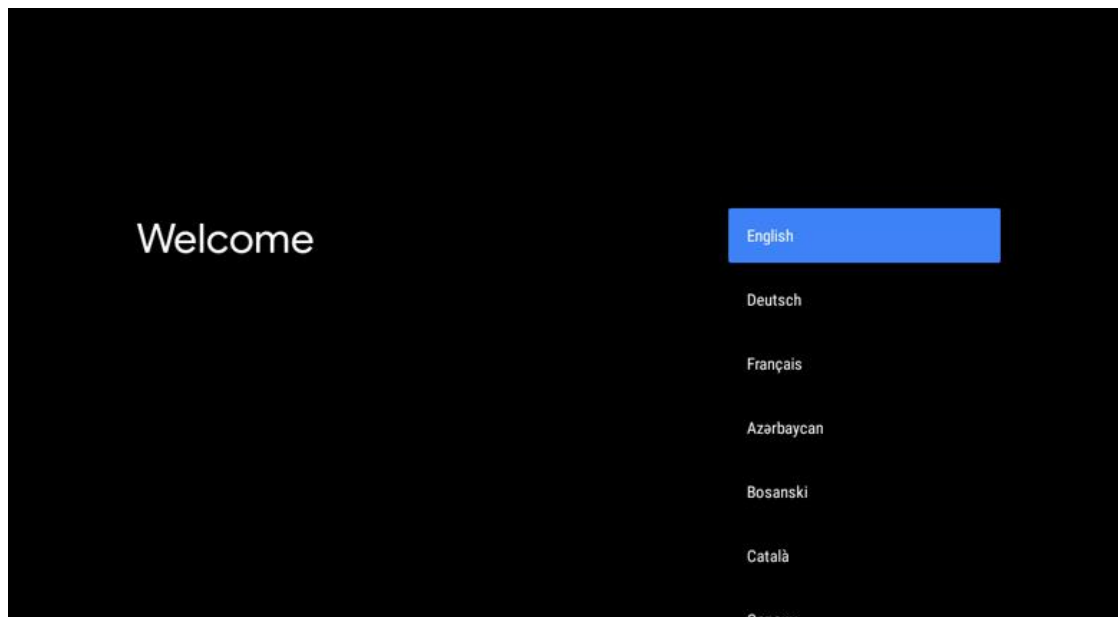 Welcome
English
Deutsch
Français
Azərbaycan
Bosanski
Català